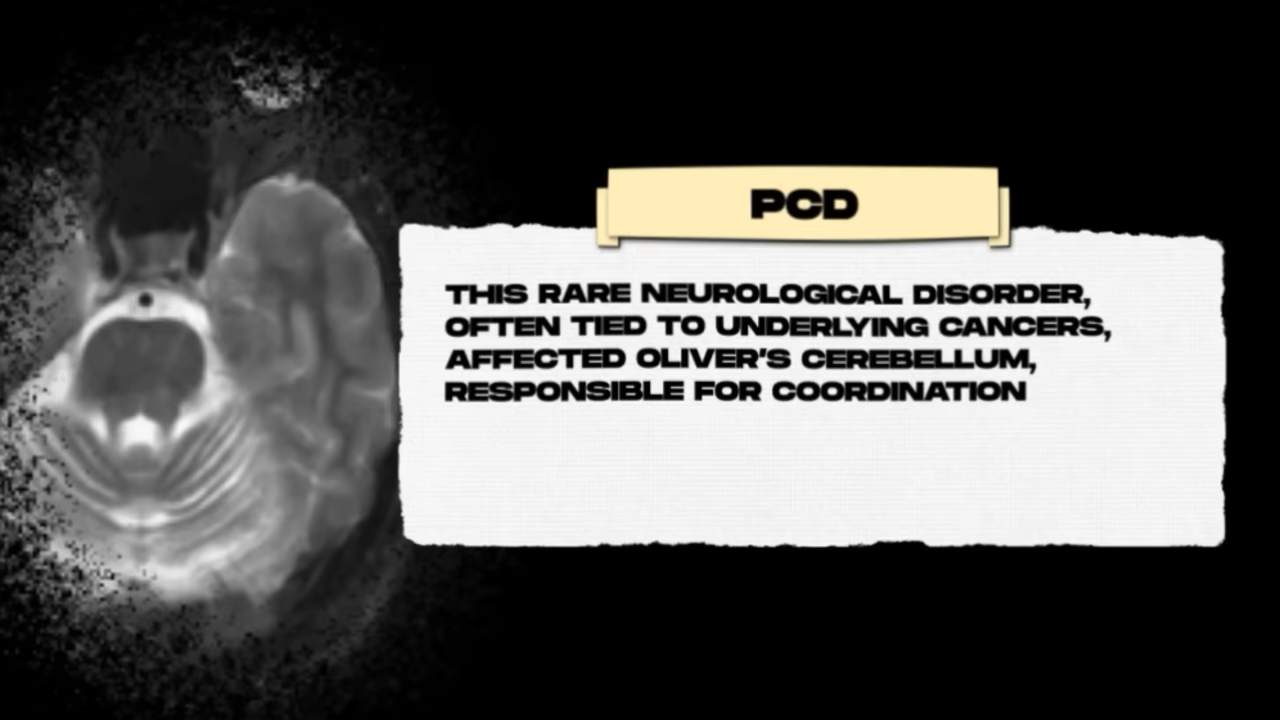 PCD
THIS RARE NEUROLOGICAL DISORDER,
OFTEN TIED TO UNDERLYING CANCERS,
AFFECTED OLIVER'S CEREBELLUM,
RESPONSIBLE FOR COORDINATION